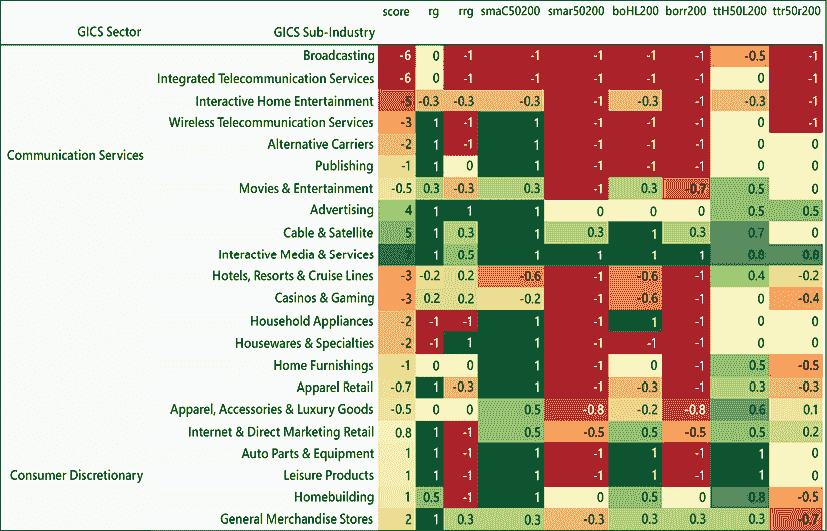 score rg rrg smaC50200 smar50200 boHL200 borr200 ttH50L200 ttr50r200
GICS Sector GICS Sub-Industry
Broadcasting -6 0 -1 -1 -1 -1 -1 -0.5 -1
Integrated Telecommunication Services -6 0 -1 -1 -1 -1 -1 0 -1
Interactive Home Entertainment -5 -0.3 -0.3 -0.3 -1 -0.3 -1 -0.3 -1
Wireless Telecommunication Services -3 1 -1 1 -1 -1 -1 0 -1
Alternative Carriers -2 1 -1 1 -1 -1 -1 0 0
Communication Services Publishing -1 1 0 1 -1 -1 -1 0 0
Movies & Entertainment -0.5 0.3 -0.3 0.3 -1 0.3 -0.7 0.5 0
Advertising 4 1 1 1 0 0 0 0.5 0.5
Cable & Satellite 5 1 0.3 1 0.3 1 0.3 0.7 0
Interactive Media & Services 7 1 0.5 1 1 1 1 0.8 0.8
Hotels, Resorts & Cruise Lines -3 -0.2 0.2 -0.6 -1 -0.6 -1 0.4 -0.2
Casinos & Gaming -3 0.2 0.2 -0.2 -1 -0.6 -1 0 -0.4
Household Appliances -2 -1 -1 1 -1 1 -1 0 0
Housewares & Specialties -2 -1 1 1 -1 -1 -1 0 0
Home Furnishings -1 0 0 1 -1 0 -1 0.5 -0.5
Apparel Retail -0.7 1 -0.3 1 -1 -0.3 -1 0.3 -0.3
Apparel, Accessories & Luxury Goods -0.5 0 0 0.5 -0.8 -0.2 -0.8 0.6 0.1
Internet & Direct Marketing Retail 0.8 1 -1 0.5 -0.5 0.5 -0.5 0.5 0.2
Auto Parts & Equipment 1 1 -1 1 -1 1 -1 1 0
Consumer Discretionary Leisure Products 1 1 -1 1 -1 1 -1 1 0
Homebuilding 1 0.5 -1 1 0 0.5 0 0.8 -0.5
General Merchandise Stores 2 1 0.3 0.3 -0.3 0.3 0.3 0.3 -0.7